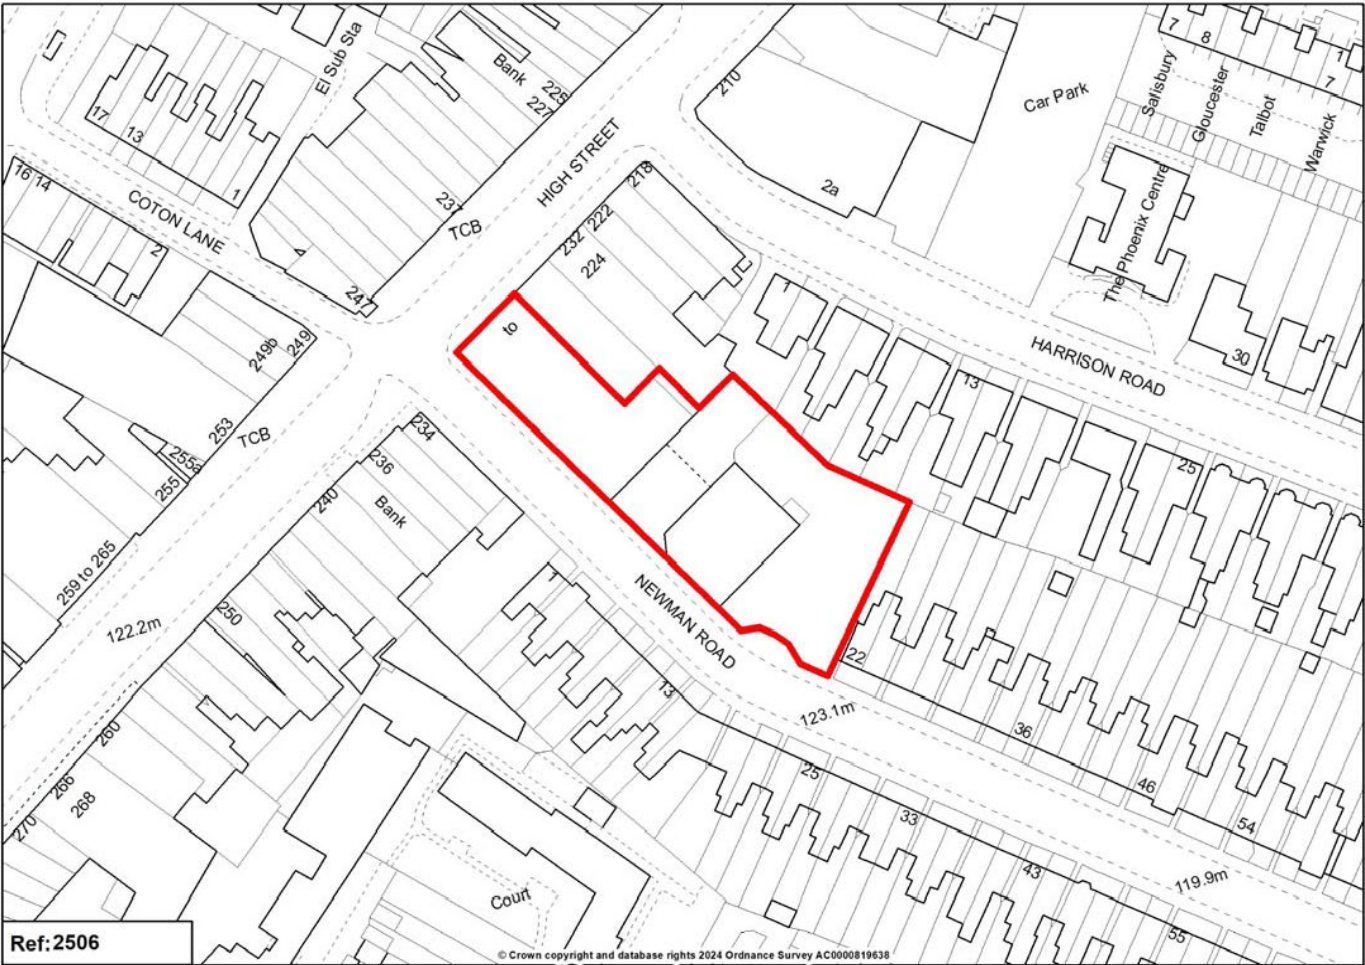 El Sub Sta
Bank
225
227
210
Car Park
7
8
1
7
Salisbury
Gloucester
Talbot
Warwick
17
13
1
HIGH STREET
218
2a
The Phoenix Centre
16
14
COTON LANE
2
237
TCB
222
232
224
247
to
1
249b
249
HARRISON ROAD
30
13
253
TCB
234
255a
255
236
240
Bank
25
259 to 265
1
NEWMAN ROAD
122.2m
250
22
13
123.1m
36
260
25
46
266
268
33
54
270
43
119.9m
Court
55
Ref:2506
© Crown copyright and database rights 2024 Ordnance Survey AC0000819638